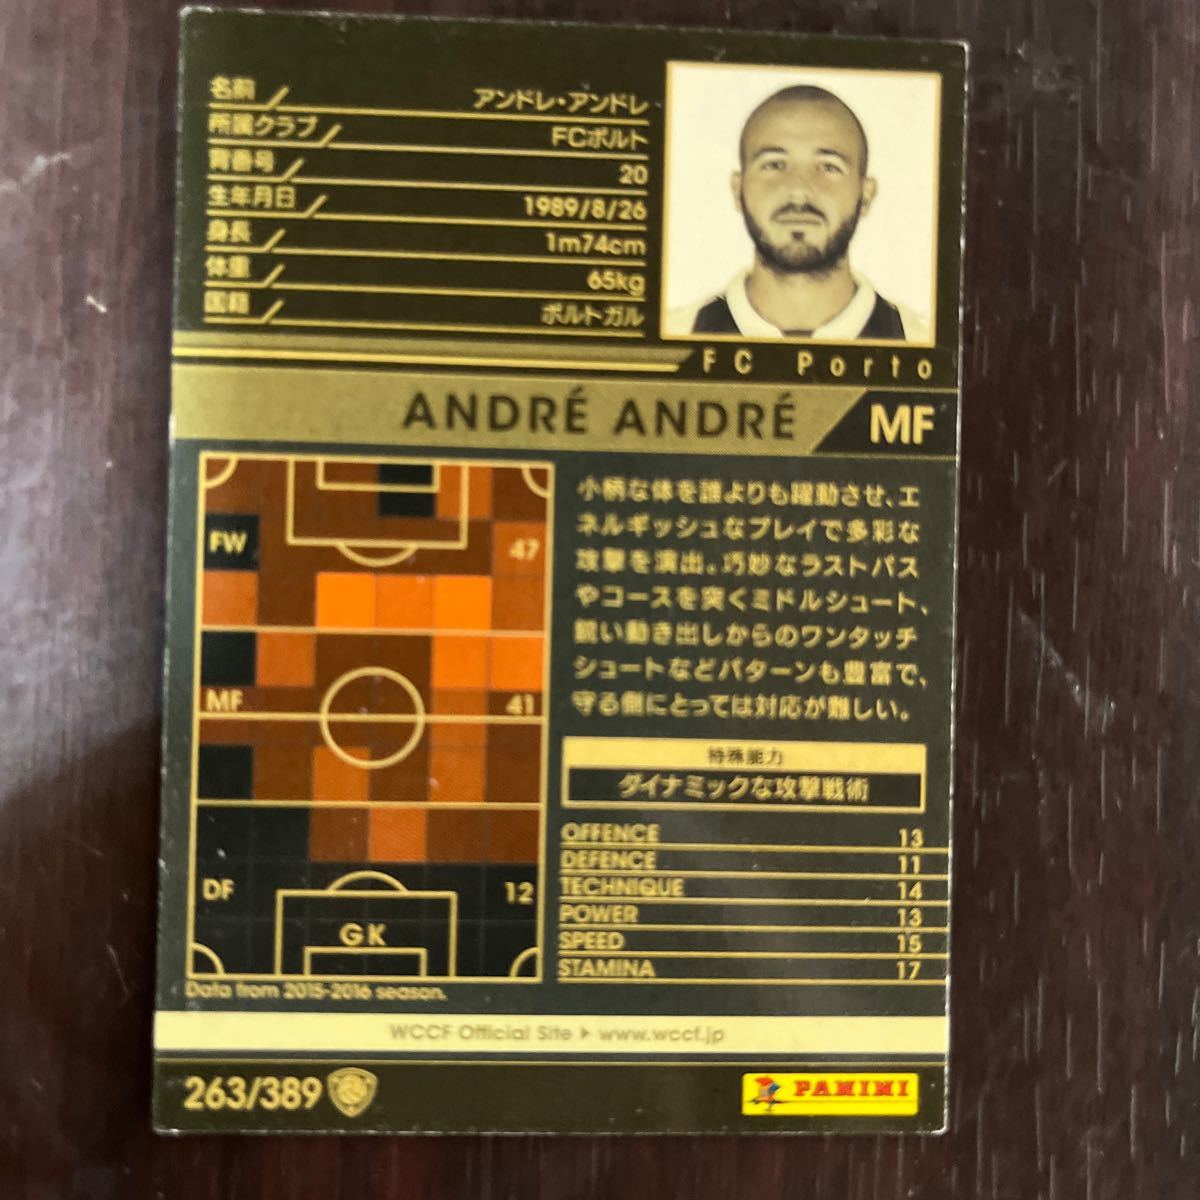 名前 アンドレ・アンドレ
所属クラブ FCポルト
背番号 20
生年月日 1989/8/26
身長 1m74cm
体重 65kg
国籍 ポルトガル
FC Porto
ANDRÉ ANDRÉ MF
FW 47
MF 41
DF 12
GK
Data from 2015-2016 season.
小柄な体を誰よりも躍動させ、エ
ネルギッシュなプレイで多彩な
攻撃を演出。巧妙なラストパス
やコースを突くミドルシュート、
鋭い動き出しからのワンタッチ
シュートなどパターンも豊富で、
守る側にとっては対応が難しい。
特殊能力
ダイナミックな攻撃戦術
OFFENCE 13
DEFENCE 11
TECHNIQUE 14
POWER 13
SPEED 15
STAMINA 17
WCCF Official Site ▶ www.wccf.jp
263/389
PANINI